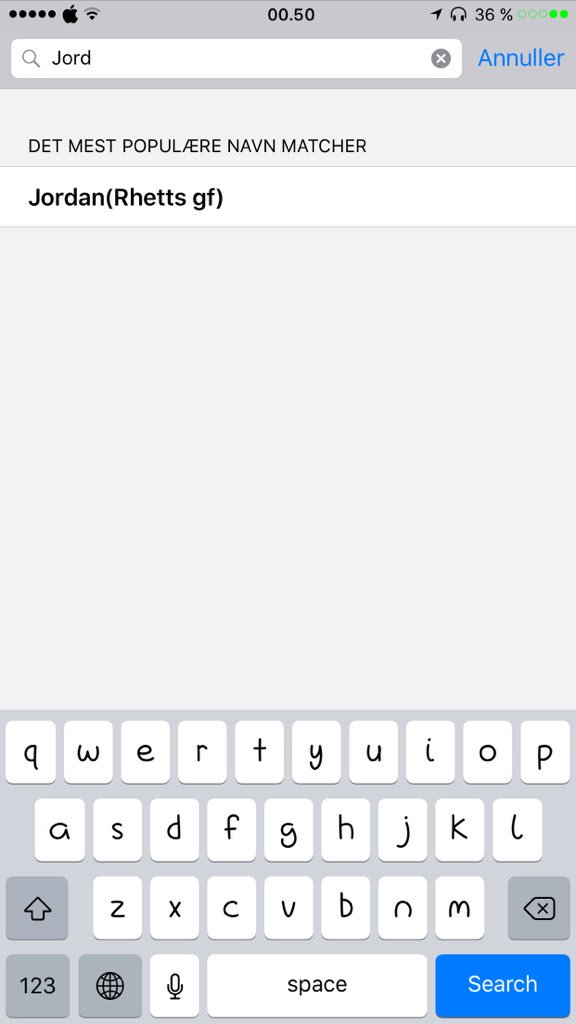 00.50 36 %
Jord Annuller
DET MEST POPULÆRE NAVN MATCHER
Jordan(Rhetts gf)
q w e r t y u i o p
a s d f g h j k l
z x c v b n m
123 space Search